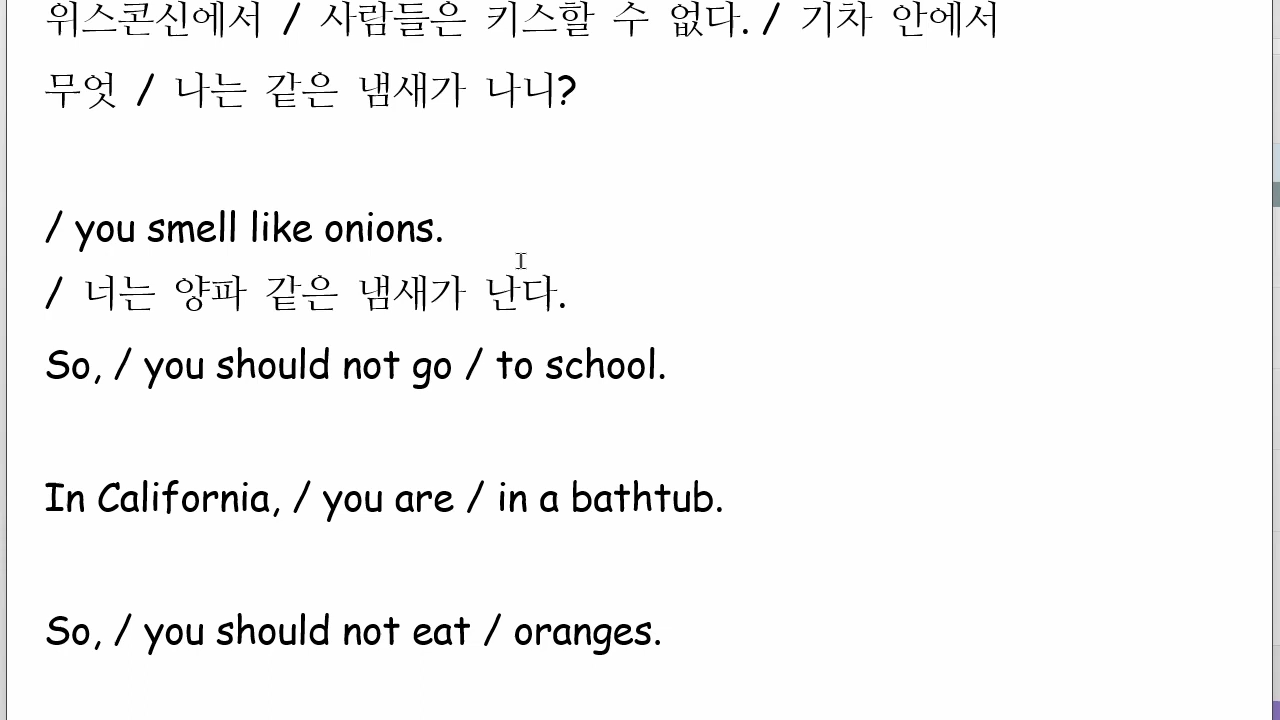 위스콘신에서 / 사람들은 키스할 수 없다. / 기차 안에서
무엇 / 나는 같은 냄새가 나니?
/ you smell like onions.
/ 너는 양파 같은 냄새가 난다.
So, / you should not go / to school.
In California, / you are / in a bathtub.
So, / you should not eat / oranges.